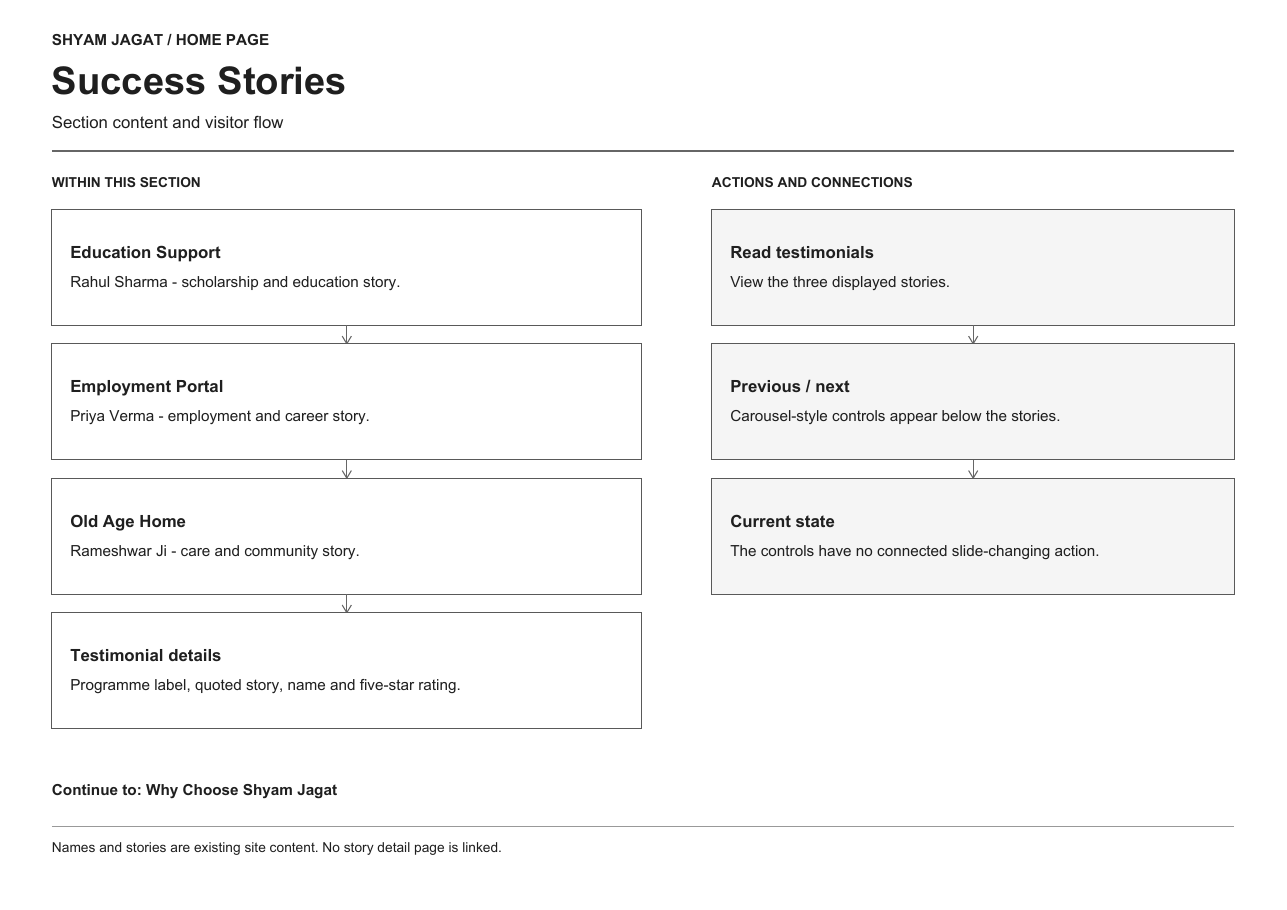 SHYAM JAGAT / HOME PAGE
Success Stories
Section content and visitor flow
WITHIN THIS SECTION
Education Support
Rahul Sharma - scholarship and education story.
Employment Portal
Priya Verma - employment and career story.
Old Age Home
Rameshwar Ji - care and community story.
Testimonial details
Programme label, quoted story, name and five-star rating.
ACTIONS AND CONNECTIONS
Read testimonials
View the three displayed stories.
Previous / next
Carousel-style controls appear below the stories.
Current state
The controls have no connected slide-changing action.
Continue to: Why Choose Shyam Jagat
Names and stories are existing site content. No story detail page is linked.